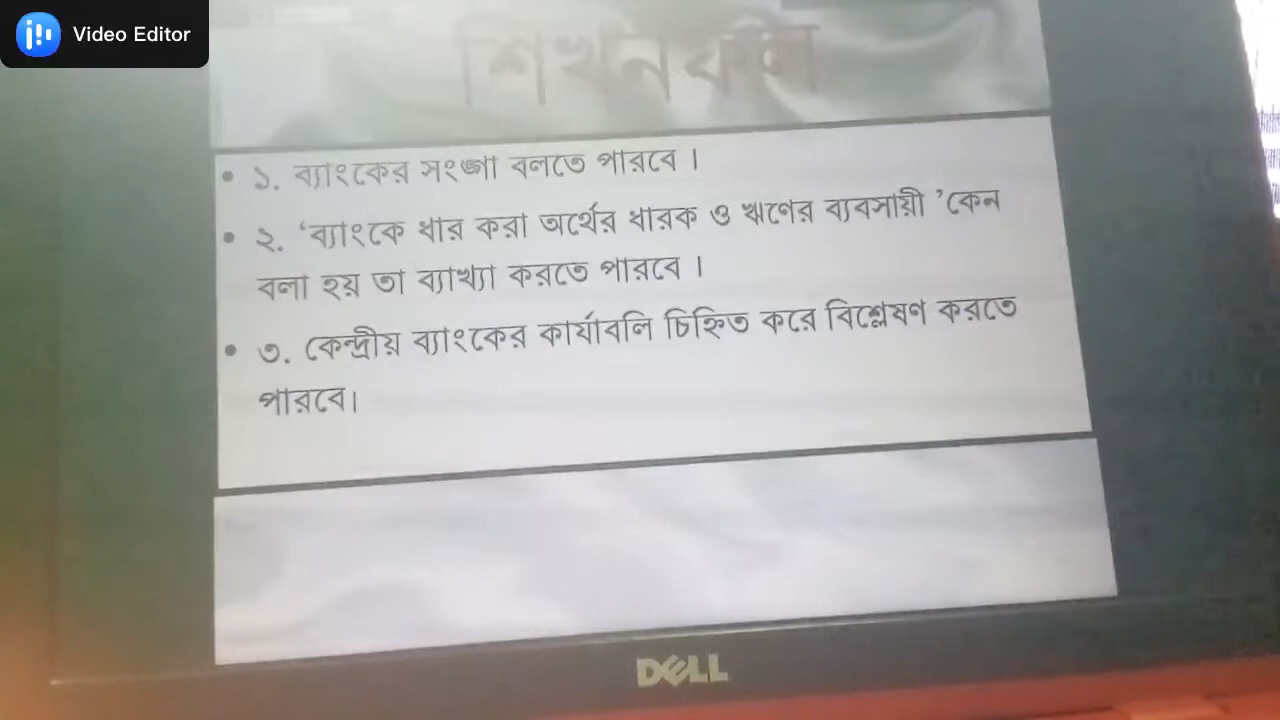 Video Editor
শিখনফল
• ১. ব্যাংকের সংজ্ঞা বলতে পারবে ।
• ২. ‘ব্যাংকে ধার করা অর্থের ধারক ও ঋণের ব্যবসায়ী ’কেন
বলা হয় তা ব্যাখ্যা করতে পারবে ।
• ৩. কেন্দ্রীয় ব্যাংকের কার্যাবলি চিহ্নিত করে বিশ্লেষণ করতে
পারবে।
DELL